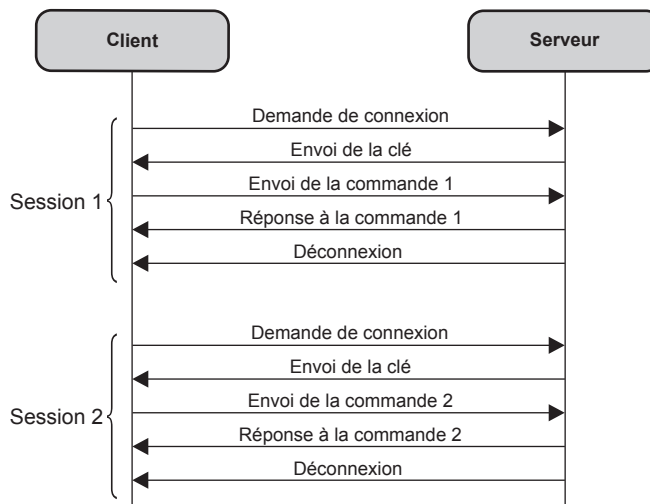 Client
Serveur
Demande de connexion
Envoi de la clé
Envoi de la commande 1
Session 1
Réponse à la commande 1
Déconnexion
Demande de connexion
Envoi de la clé
Envoi de la commande 2
Session 2
Réponse à la commande 2
Déconnexion